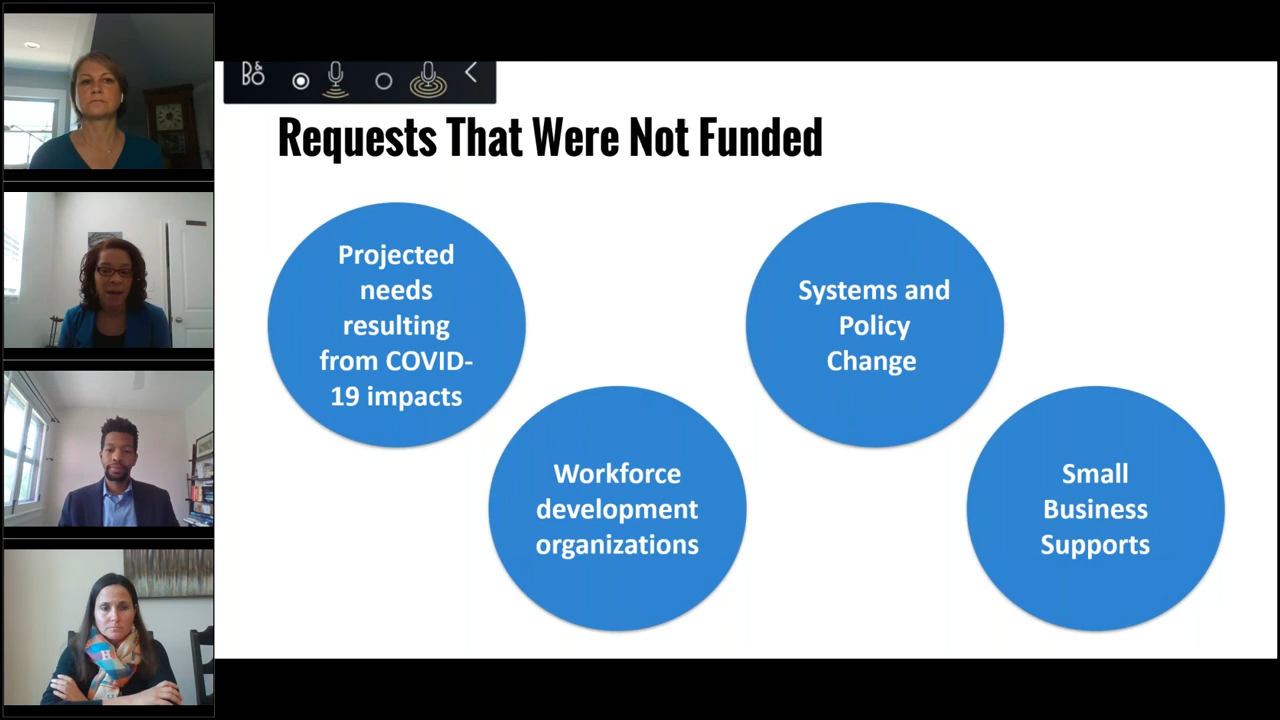 B&
BO
Requests That Were Not Funded
Projected
needs
resulting
from COVID-
19 impacts
Systems and
Policy
Change
Workforce
development
organizations
Small
Business
Supports
H